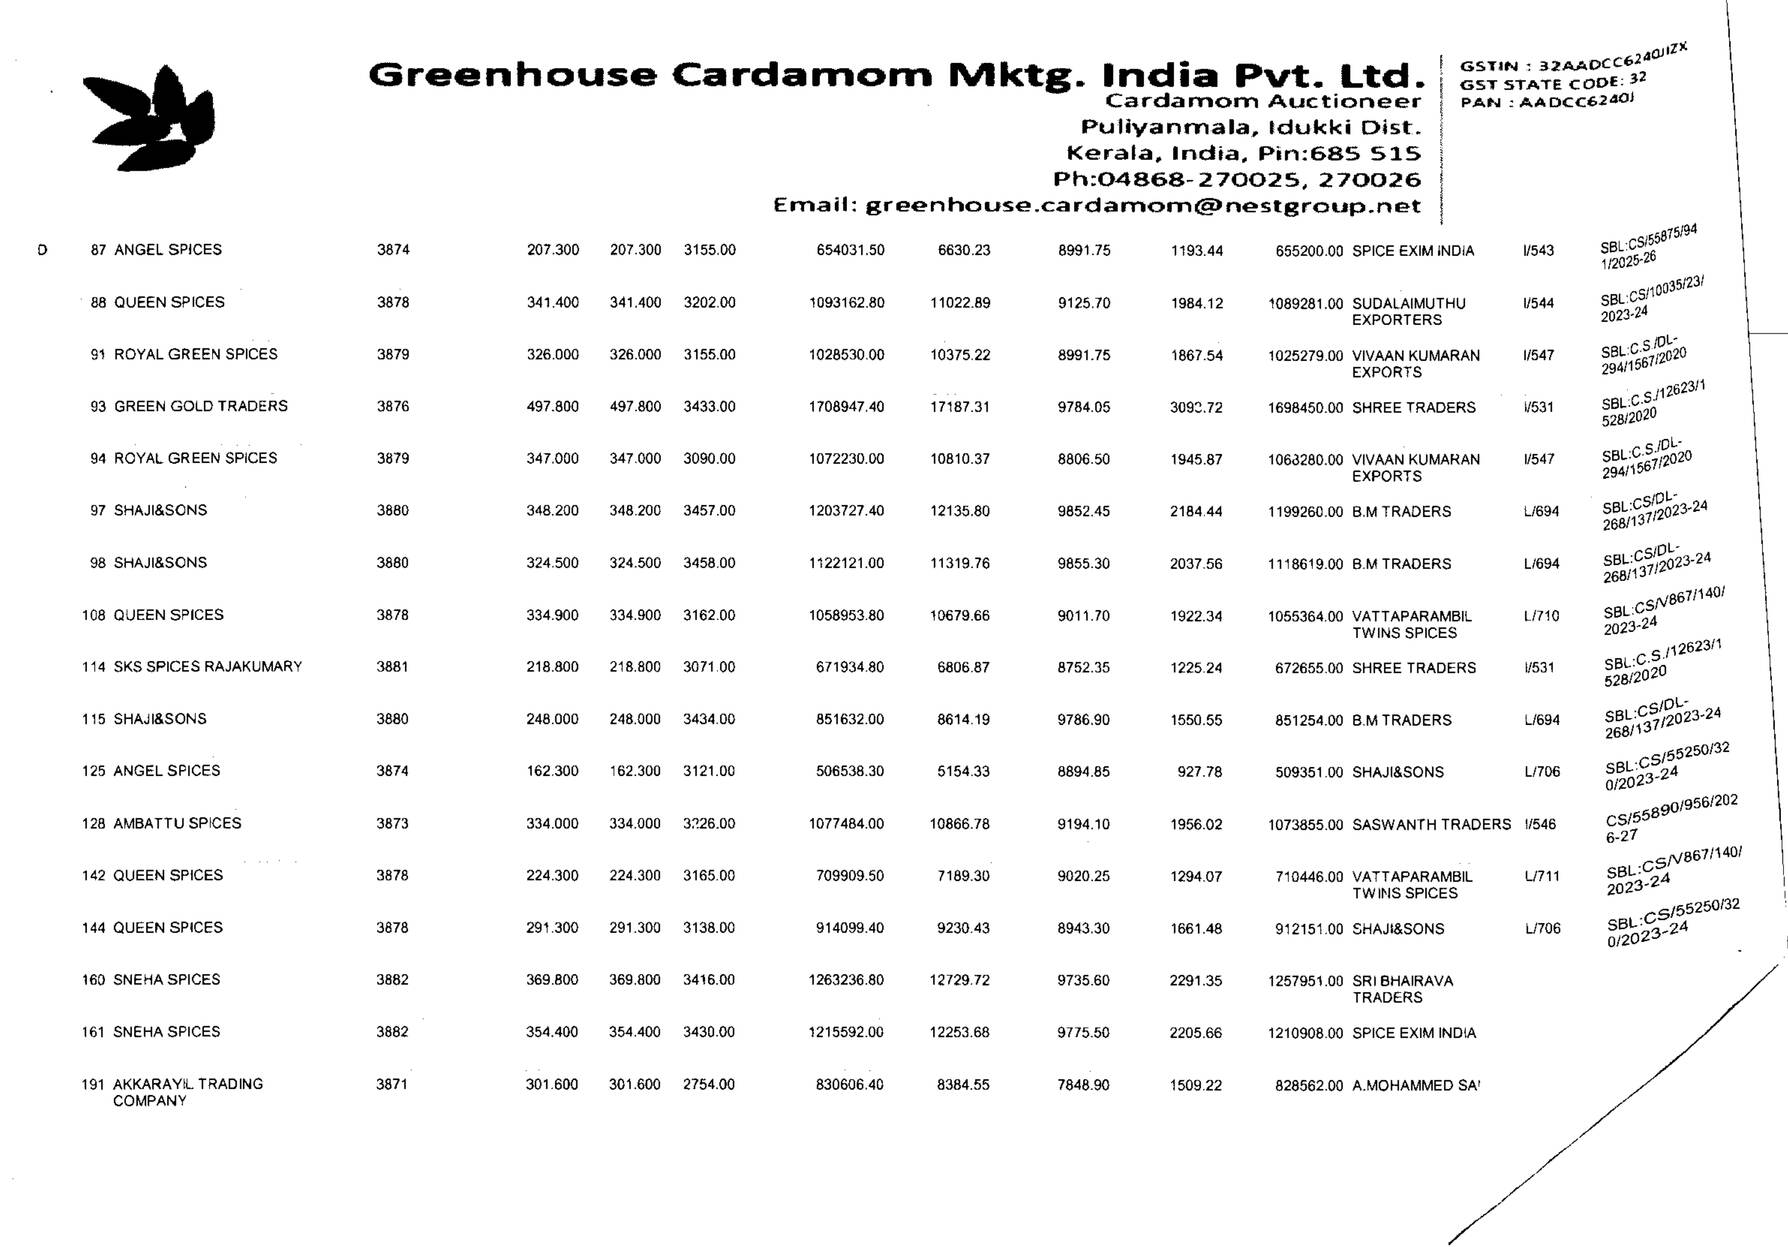 Greenhouse Cardamom Mktg. India Pvt. Ltd.
Cardamom Auctioneer
Puliyanmala, Idukki Dist.
Kerala, India, Pin:685 515
Ph:04868-270025, 270026
Email: greenhouse.cardamom@nestgroup.net
GSTIN : 32AADCC6240J1ZX
GST STATE CODE: 32
PAN : AADCC6240J
D 87 ANGEL SPICES 3874 207.300 207.300 3155.00 654031.50 6630.23 8991.75 1193.44 655200.00 SPICE EXIM INDIA I/543 SBL:CS/55875/94
1/2025-26
88 QUEEN SPICES 3878 341.400 341.400 3202.00 1093162.80 11022.89 9125.70 1984.12 1089281.00 SUDALAIMUTHU I/544 SBL:CS/10035/23/
EXPORTERS 2023-24
91 ROYAL GREEN SPICES 3879 326.000 326.000 3155.00 1028530.00 10375.22 8991.75 1867.54 1025279.00 VIVAAN KUMARAN I/547 SBL:C.S./DL-
EXPORTS 294/1567/2020
93 GREEN GOLD TRADERS 3876 497.800 497.800 3433.00 1708947.40 17187.31 9784.05 3093.72 1698450.00 SHREE TRADERS I/531 SBL:C.S./12623/1
528/2020
94 ROYAL GREEN SPICES 3879 347.000 347.000 3090.00 1072230.00 10810.37 8806.50 1945.87 1068280.00 VIVAAN KUMARAN I/547 SBL:C.S./DL-
EXPORTS 294/1567/2020
97 SHAJI&SONS 3880 348.200 348.200 3457.00 1203727.40 12135.80 9852.45 2184.44 1199260.00 B.M TRADERS L/694 SBL:CS/DL-
268/137/2023-24
98 SHAJI&SONS 3880 324.500 324.500 3458.00 1122121.00 11319.76 9855.30 2037.56 1118619.00 B.M TRADERS L/694 SBL:CS/DL-
268/137/2023-24
108 QUEEN SPICES 3878 334.900 334.900 3162.00 1058953.80 10679.66 9011.70 1922.34 1055364.00 VATTAPARAMBIL L/710 SBL:CS/V867/140/
TWINS SPICES 2023-24
114 SKS SPICES RAJAKUMARY 3881 218.800 218.800 3071.00 671934.80 6806.87 8752.35 1225.24 672655.00 SHREE TRADERS I/531 SBL:C.S./12623/1
528/2020
115 SHAJI&SONS 3880 248.000 248.000 3434.00 851632.00 8614.19 9786.90 1550.55 851254.00 B.M TRADERS L/694 SBL:CS/DL-
268/137/2023-24
125 ANGEL SPICES 3874 162.300 162.300 3121.00 506538.30 5154.33 8894.85 927.78 509351.00 SHAJI&SONS L/706 SBL:CS/55250/32
0/2023-24
128 AMBATTU SPICES 3873 334.000 334.000 3226.00 1077484.00 10866.78 9194.10 1956.02 1073855.00 SASWANTH TRADERS I/546 CS/55890/956/202
6-27
142 QUEEN SPICES 3878 224.300 224.300 3165.00 709909.50 7189.30 9020.25 1294.07 710446.00 VATTAPARAMBIL L/711 SBL:CS/V867/140/
TWINS SPICES 2023-24
144 QUEEN SPICES 3878 291.300 291.300 3138.00 914099.40 9230.43 8943.30 1661.48 912151.00 SHAJI&SONS L/706 SBL:CS/55250/32
0/2023-24
160 SNEHA SPICES 3882 369.800 369.800 3416.00 1263236.80 12729.72 9735.60 2291.35 1257951.00 SRI BHAIRAVA
TRADERS
161 SNEHA SPICES 3882 354.400 354.400 3430.00 1215592.00 12253.68 9775.50 2205.66 1210908.00 SPICE EXIM INDIA
191 AKKARAYIL TRADING 3871 301.600 301.600 2754.00 830606.40 8384.55 7848.90 1509.22 828562.00 A.MOHAMMED
COMPANY